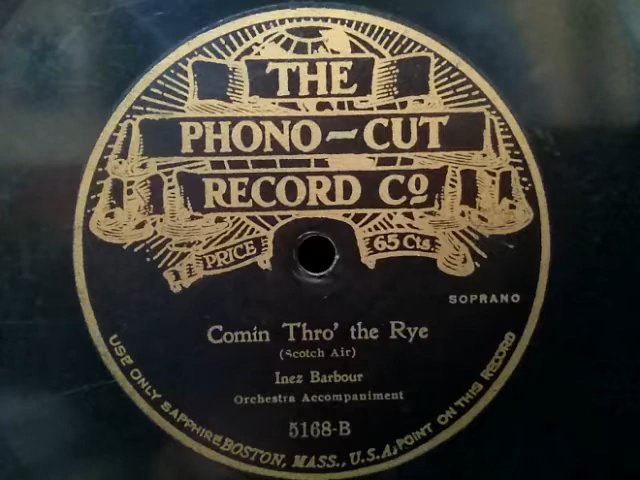 THE
PHONO-CUT
RECORD Co
PRICE 65 Cts.
SOPRANO
Comin Thro' the Rye
(Scotch Air)
Inez Barbour
Orchestra Accompaniment
5168-B
USE ONLY SAPPHIRE POINT ON THIS RECORD
BOSTON, MASS., U.S.A.